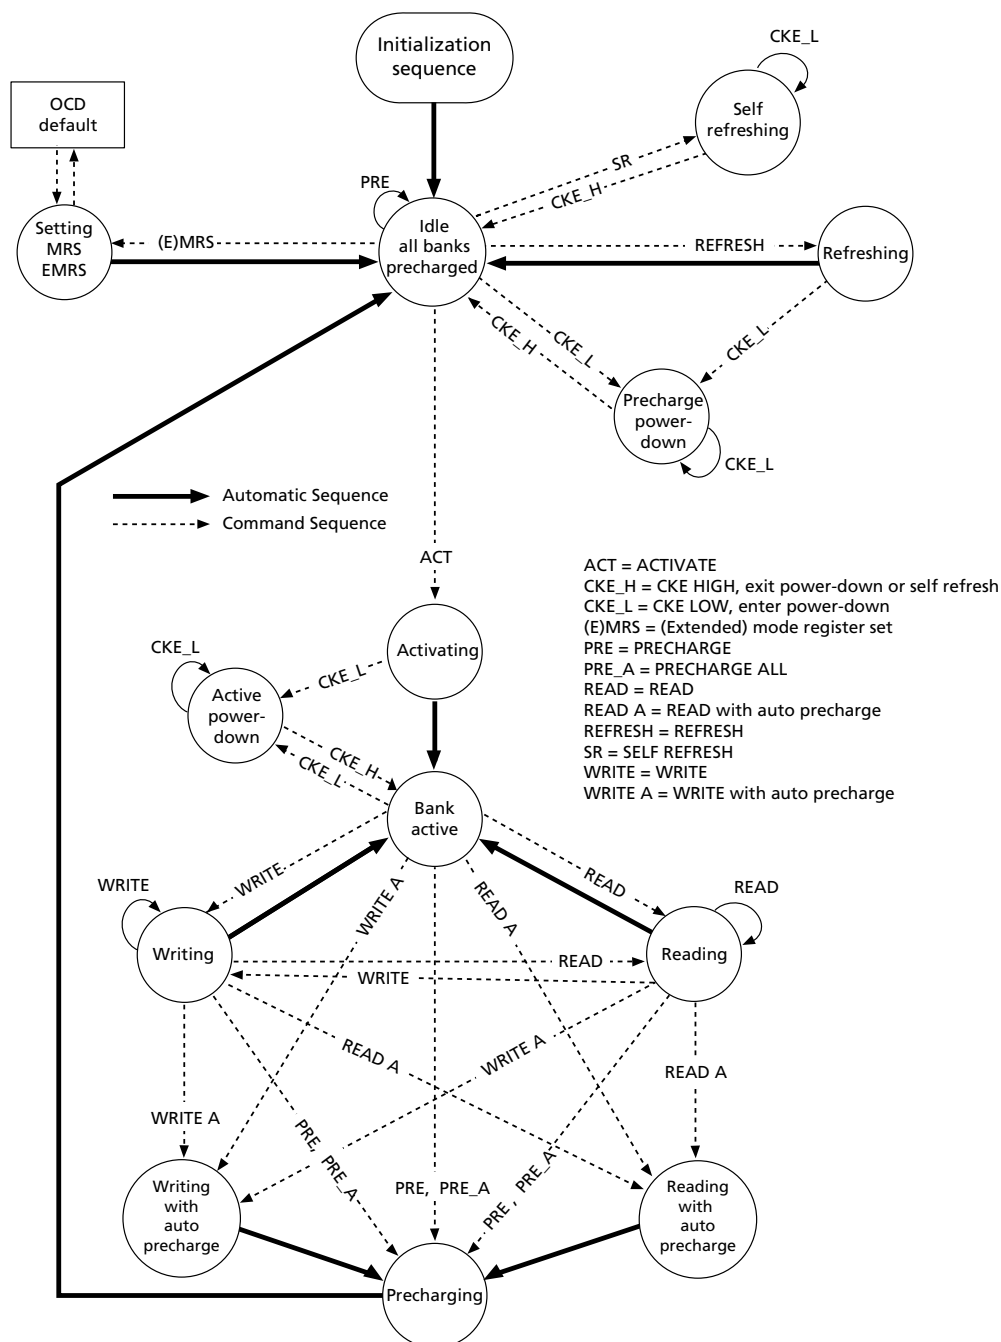 Initialization
sequence
CKE_L
OCD
default
Self
refreshing
SR
CKE_H
PRE
Setting
MRS
EMRS
(E)MRS
Idle
all banks
precharged
REFRESH
Refreshing
CKE_H
CKE_L
CKE_L
Precharge
power-
down
CKE_L
Automatic Sequence
Command Sequence
ACT
ACT = ACTIVATE
CKE_H = CKE HIGH, exit power-down or self refresh
CKE_L = CKE LOW, enter power-down
(E)MRS = (Extended) mode register set
PRE = PRECHARGE
PRE_A = PRECHARGE ALL
READ = READ
READ A = READ with auto precharge
REFRESH = REFRESH
SR = SELF REFRESH
WRITE = WRITE
WRITE A = WRITE with auto precharge
CKE_L
Activating
CKE_L
Active
power-
down
CKE_H
CKE_L
Bank
active
WRITE
WRITE
WRITE A
READ A
READ
READ
Writing
READ
WRITE
Reading
READ A
WRITE A
READ A
WRITE A
PRE, PRE_A
PRE, PRE_A
PRE , PRE_A
Writing
with
auto
precharge
Reading
with
auto
precharge
Precharging